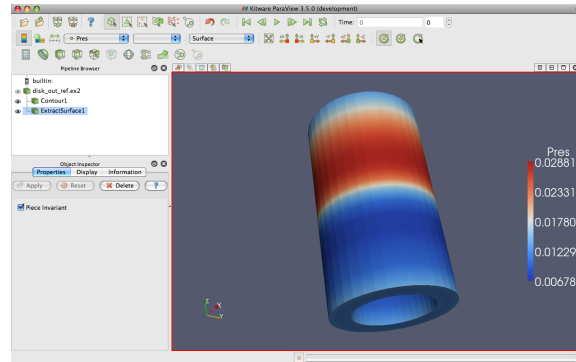 Kitware ParaView 3.5.0 (development)
Time: 0 0
Pres Surface
Pipeline Browser
builtin:
disk_out_ref.ex2
Contour1
ExtractSurface1
Object Inspector
Properties Display Information
Apply Reset Delete ?
Piece Invariant
Pres
0.02881
0.02331
0.01780
0.01229
0.00678
Z